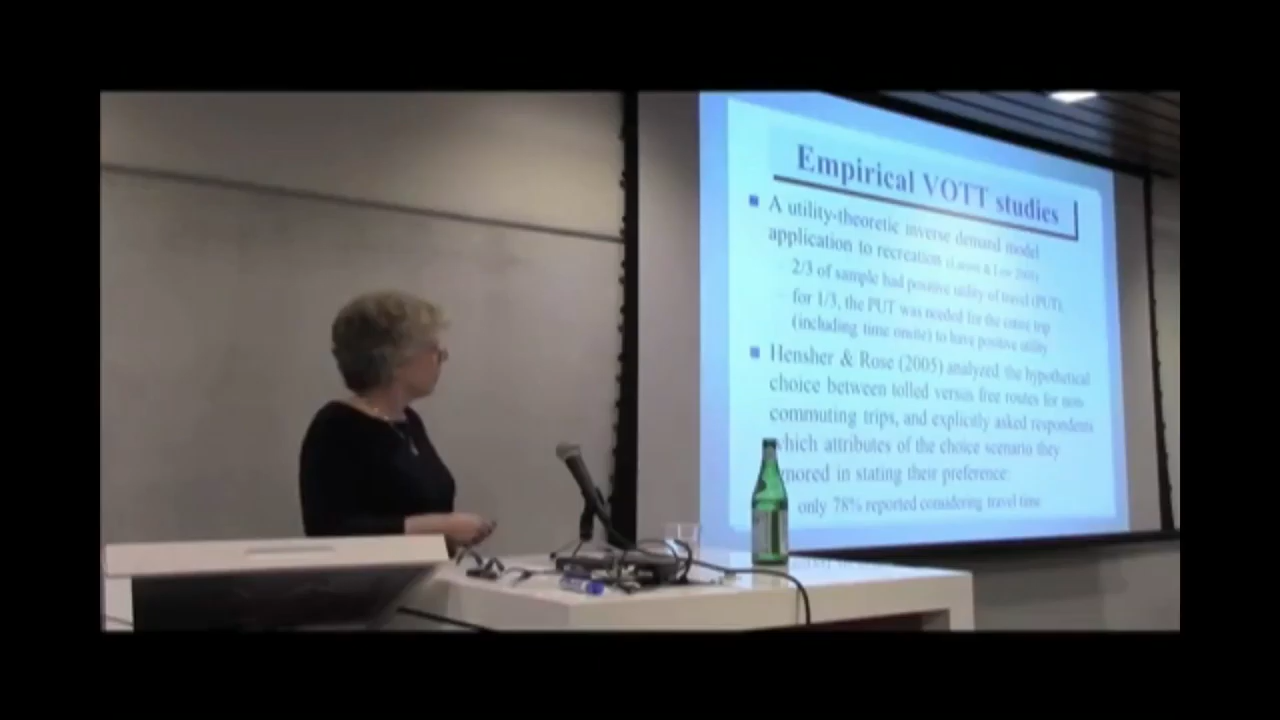 Empirical VOTT studies
A utility-theoretic inverse demand model
application to recreation
2/3 of sample had positive utility of travel (PUT)
for 1/3, the PUT was needed for the entire trip
(including time onsite) to have positive utility
Hensher & Rose (2005) analyzed the hypothetical
choice between tolled versus free routes for non-
commuting trips, and explicitly asked respondents
which attributes of the choice scenario they
nored in stating their preference:
only 78% reported considering travel time